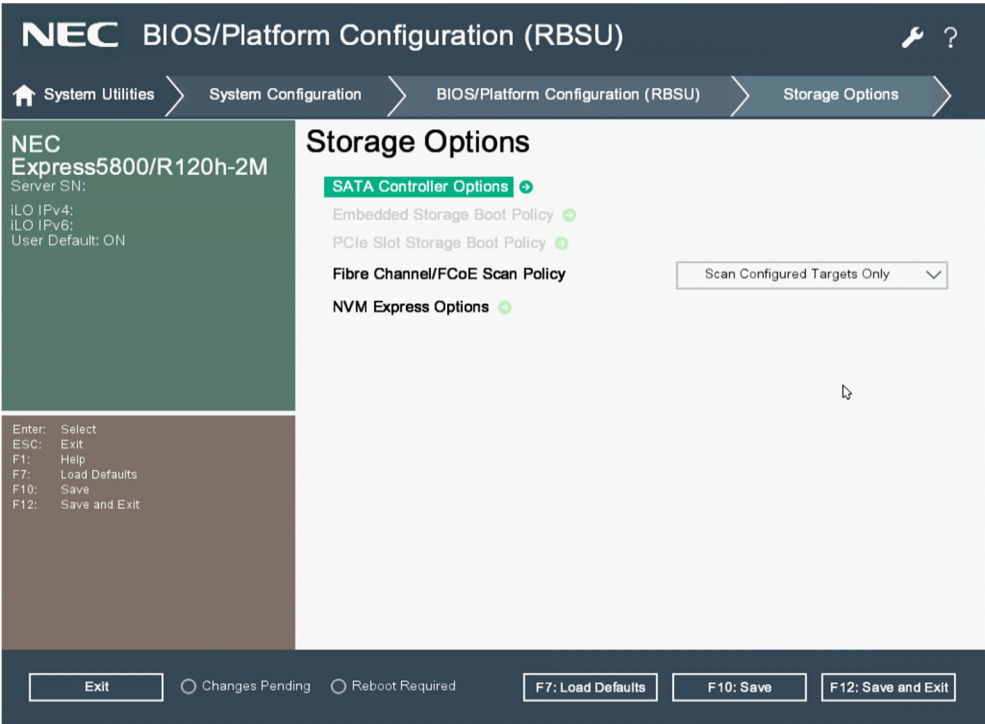 NEC BIOS/Platform Configuration (RBSU) ?
System Utilities System Configuration BIOS/Platform Configuration (RBSU) Storage Options
NEC
Express5800/R120h-2M
Server SN:
iLO IPv4:
iLO IPv6:
User Default: ON
Storage Options
SATA Controller Options
Embedded Storage Boot Policy
PCIe Slot Storage Boot Policy
Fibre Channel/FCoE Scan Policy Scan Configured Targets Only
NVM Express Options
Enter: Select
ESC: Exit
F1: Help
F7: Load Defaults
F10: Save
F12: Save and Exit
Exit Changes Pending Reboot Required F7: Load Defaults F10: Save F12: Save and Exit